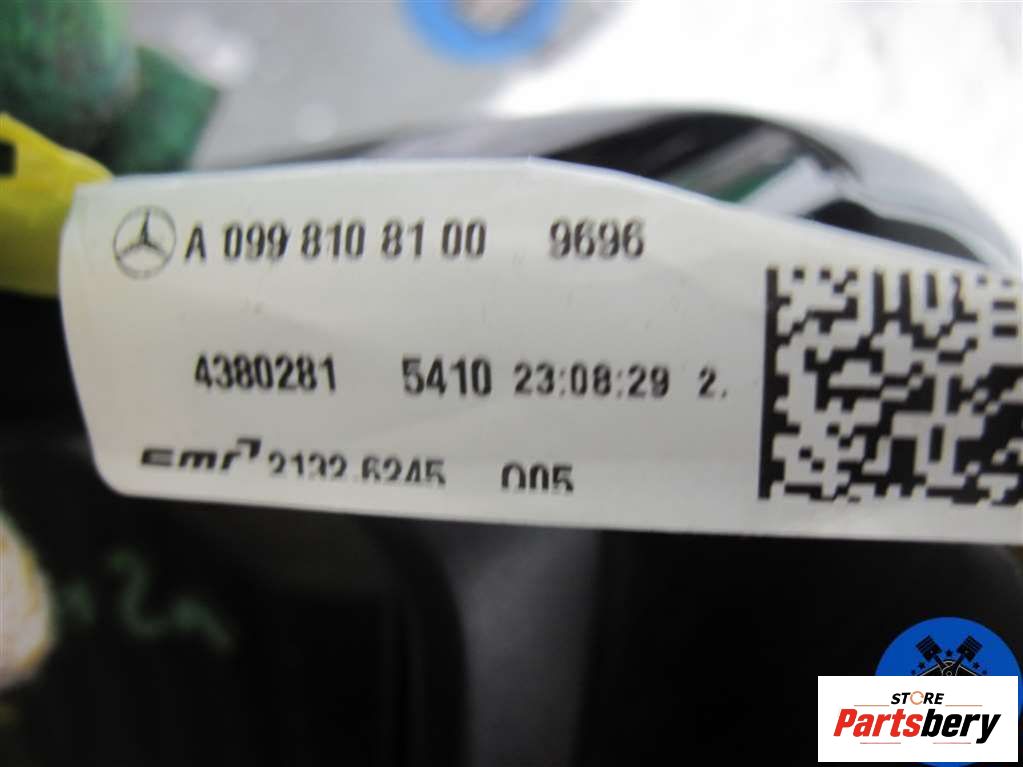 A 099 810 81 00 9696
4380281 5410 23:08:29 2.
2132.6245 005
STORE
Partsbery